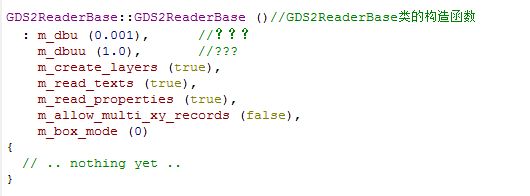 GDS2ReaderBase::GDS2ReaderBase ()//GDS2ReaderBase类的构造函数
  : m_dbu (0.001),       //？？？
    m_dbuu (1.0),        //???
    m_create_layers (true),
    m_read_texts (true),
    m_read_properties (true),
    m_allow_multi_xy_records (false),
    m_box_mode (0)
{
  // .. nothing yet ..
}